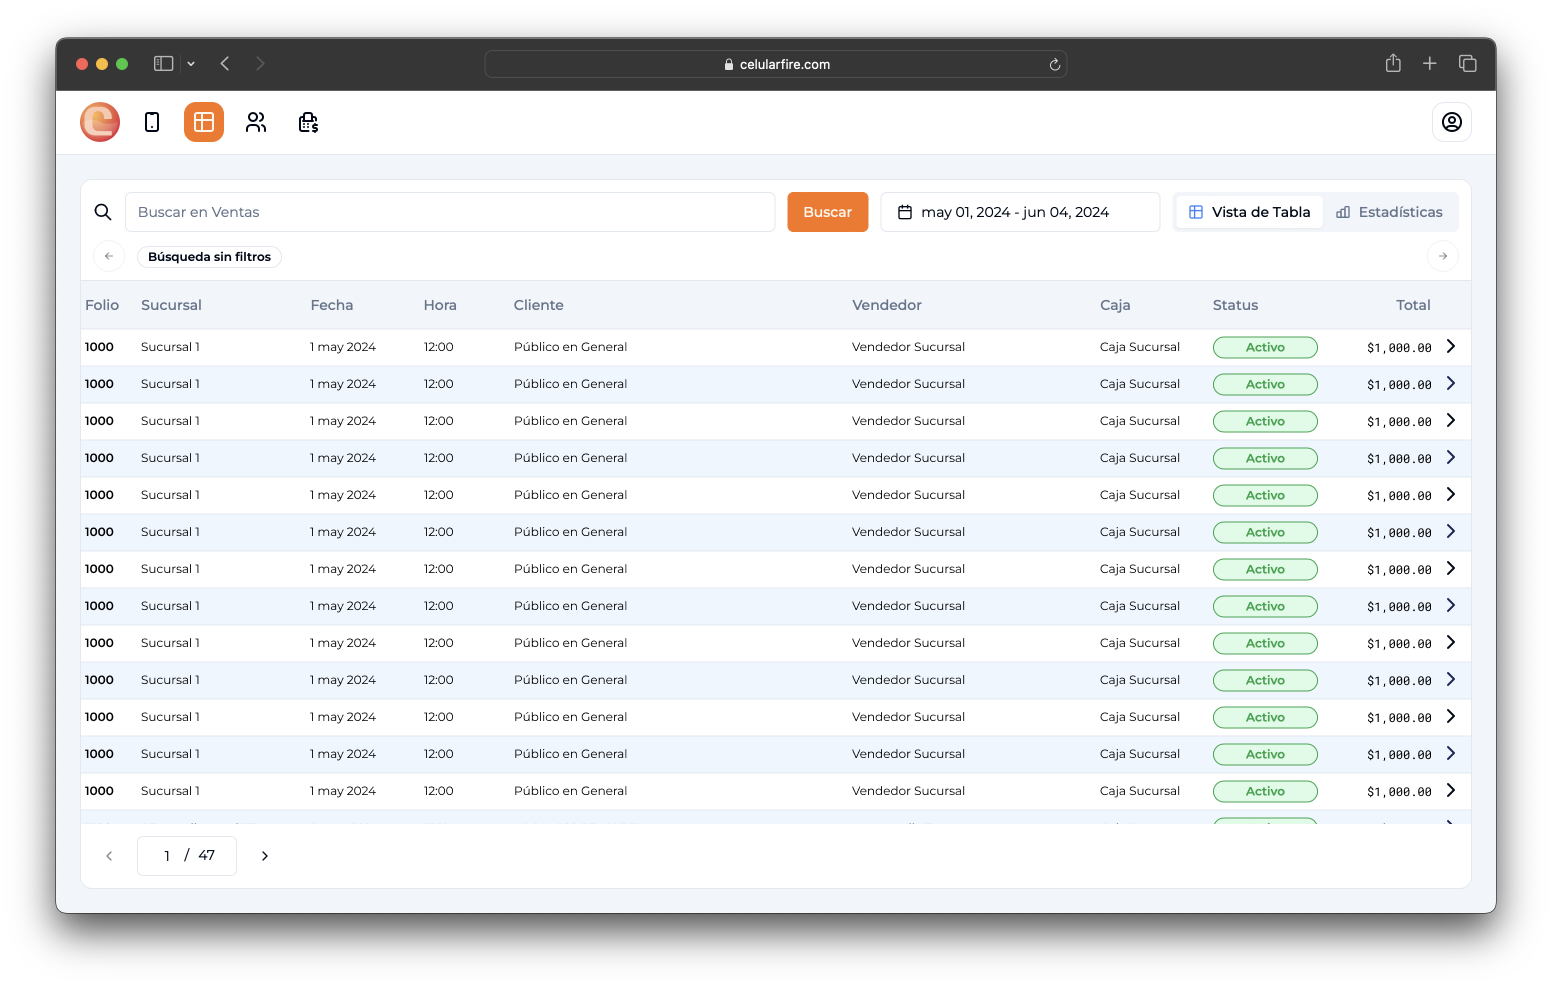 celularfire.com
Buscar en Ventas
Buscar
may 01, 2024 - jun 04, 2024
Vista de Tabla
Estadísticas
Búsqueda sin filtros
Folio Sucursal Fecha Hora Cliente Vendedor Caja Status Total
1000 Sucursal 1 1 may 2024 12:00 Público en General Vendedor Sucursal Caja Sucursal Activo $1,000.00
1000 Sucursal 1 1 may 2024 12:00 Público en General Vendedor Sucursal Caja Sucursal Activo $1,000.00
1000 Sucursal 1 1 may 2024 12:00 Público en General Vendedor Sucursal Caja Sucursal Activo $1,000.00
1000 Sucursal 1 1 may 2024 12:00 Público en General Vendedor Sucursal Caja Sucursal Activo $1,000.00
1000 Sucursal 1 1 may 2024 12:00 Público en General Vendedor Sucursal Caja Sucursal Activo $1,000.00
1000 Sucursal 1 1 may 2024 12:00 Público en General Vendedor Sucursal Caja Sucursal Activo $1,000.00
1000 Sucursal 1 1 may 2024 12:00 Público en General Vendedor Sucursal Caja Sucursal Activo $1,000.00
1000 Sucursal 1 1 may 2024 12:00 Público en General Vendedor Sucursal Caja Sucursal Activo $1,000.00
1000 Sucursal 1 1 may 2024 12:00 Público en General Vendedor Sucursal Caja Sucursal Activo $1,000.00
1000 Sucursal 1 1 may 2024 12:00 Público en General Vendedor Sucursal Caja Sucursal Activo $1,000.00
1000 Sucursal 1 1 may 2024 12:00 Público en General Vendedor Sucursal Caja Sucursal Activo $1,000.00
1000 Sucursal 1 1 may 2024 12:00 Público en General Vendedor Sucursal Caja Sucursal Activo $1,000.00
1000 Sucursal 1 1 may 2024 12:00 Público en General Vendedor Sucursal Caja Sucursal Activo $1,000.00
1 / 47